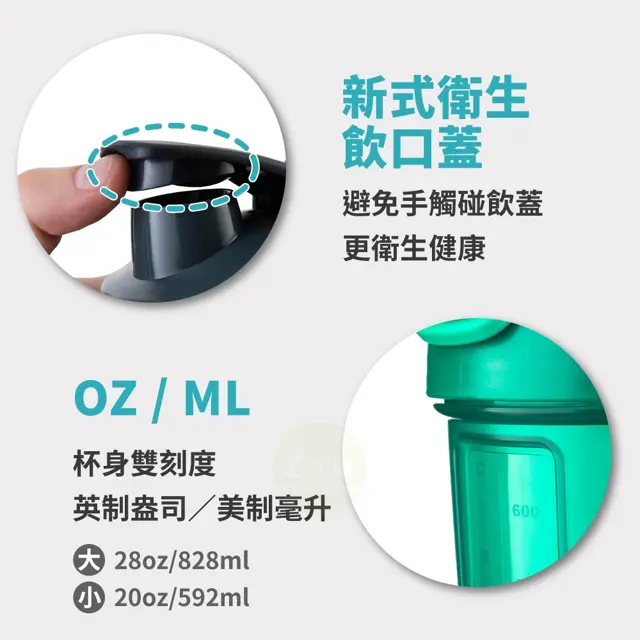 新式衛生
飲口蓋
避免手觸碰飲蓋
更衛生健康
OZ / ML
杯身雙刻度
英制盎司／美制毫升
大 28oz/828ml
小 20oz/592ml
600